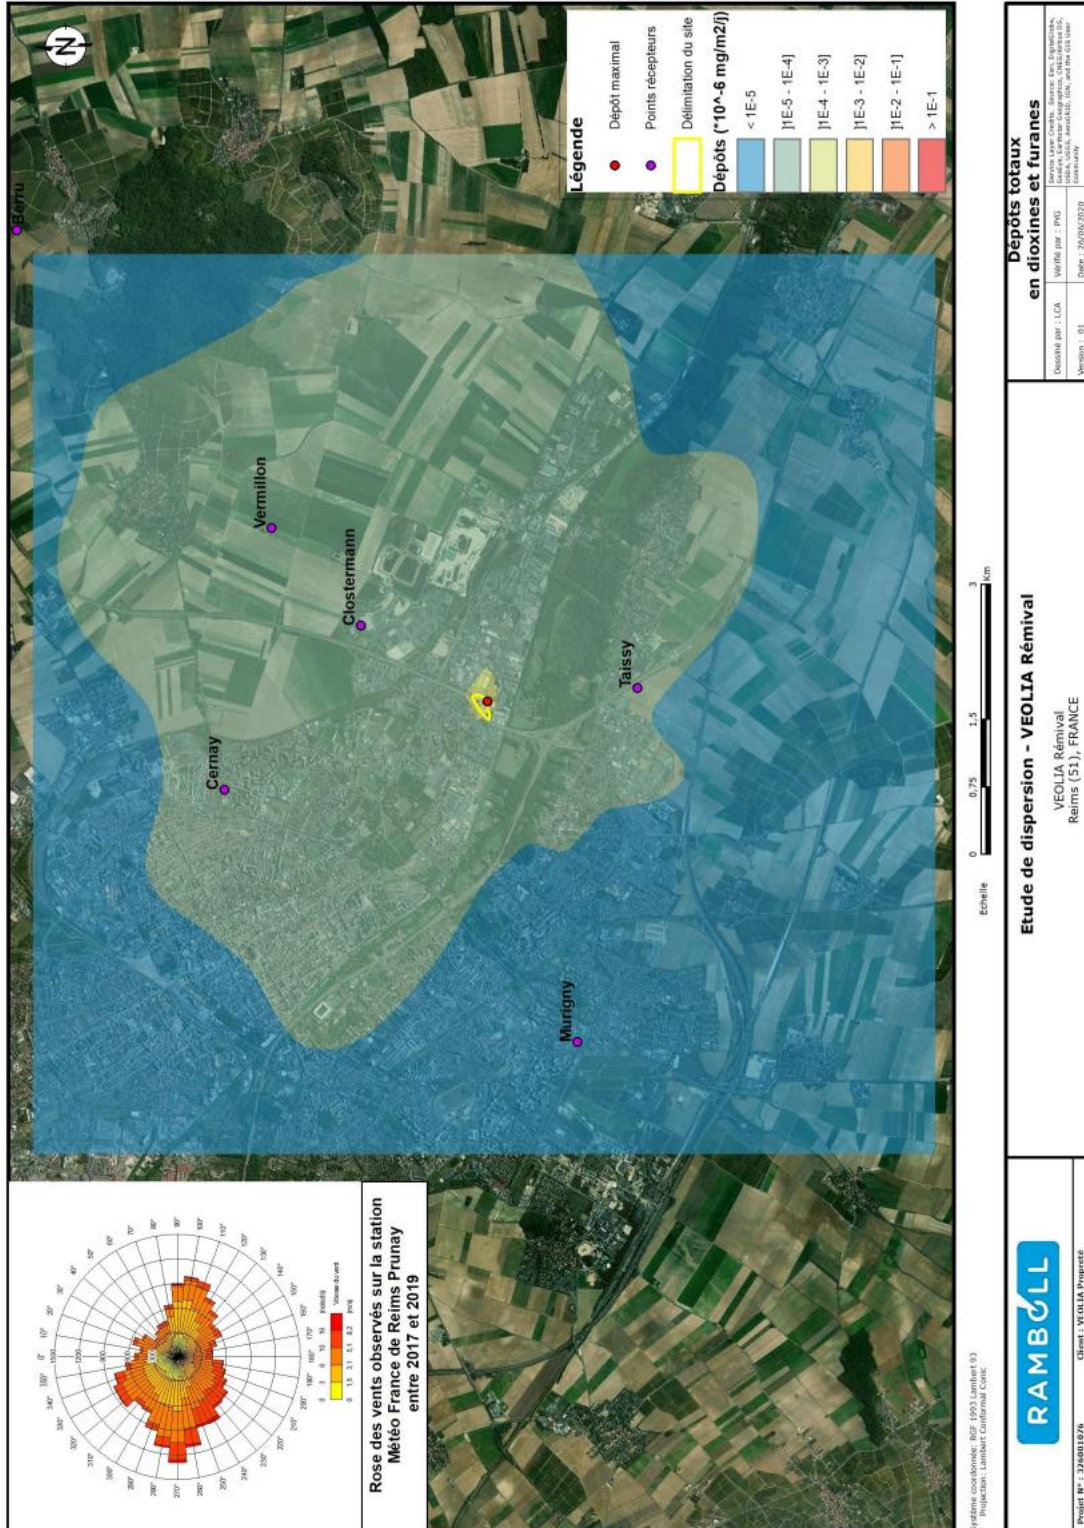 N
Beru
Vermillon
Clostermann
Cernay
Taissy
Murigny
Légende
Dépôt maximal
Points récepteurs
Délimitation du site
Dépôts (*10^-6 mg/m2/j)
< 1E-5
]1E-5 - 1E-4]
]1E-4 - 1E-3]
]1E-3 - 1E-2]
]1E-2 - 1E-1]
> 1E-1
Rose des vents observés sur la station
Météo France de Reims Prunay
entre 2017 et 2019
Echelle
0 0,75 1,5 3
Km
Système coordonnée: RGF 1993 Lambert 93
Projection: Lambert Conformal Conic
RAMBOLL
Projet N° : 326001076
Client : VEOLIA Propreté
Etude de dispersion - VEOLIA Rémival
VEOLIA Rémival
Reims (51), FRANCE
Dépôts totaux
en dioxines et furanes
Dessiné par : LCA
Vérifié par : PYG
Version : 01
Date : 26/06/2020